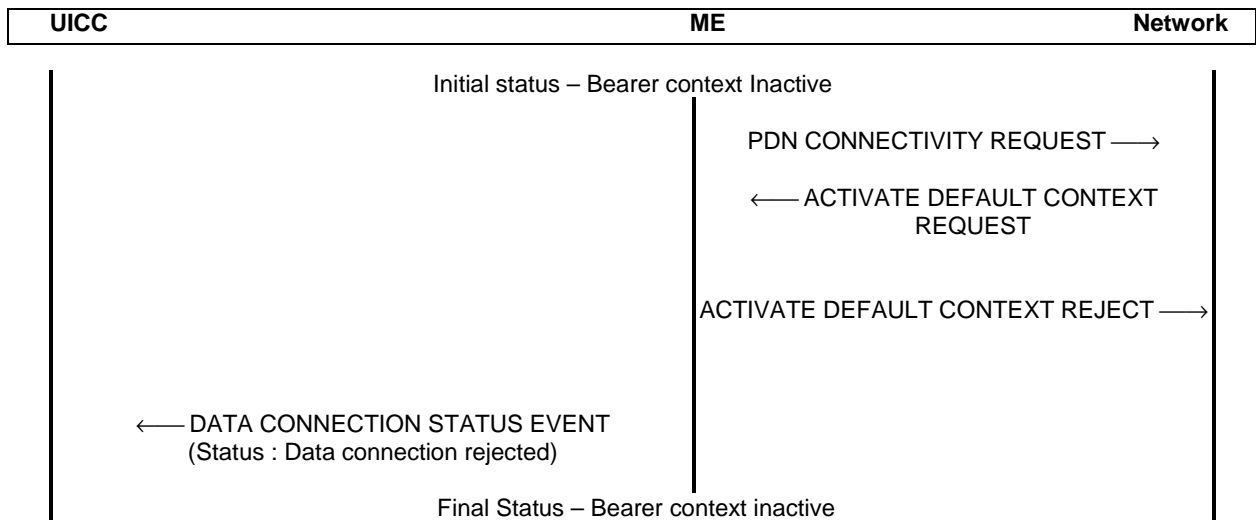 UICC ME Network
Initial status – Bearer context Inactive
PDN CONNECTIVITY REQUEST ⟶
⟵ ACTIVATE DEFAULT CONTEXT
REQUEST
ACTIVATE DEFAULT CONTEXT REJECT ⟶
⟵ DATA CONNECTION STATUS EVENT
(Status : Data connection rejected)
Final Status – Bearer context inactive